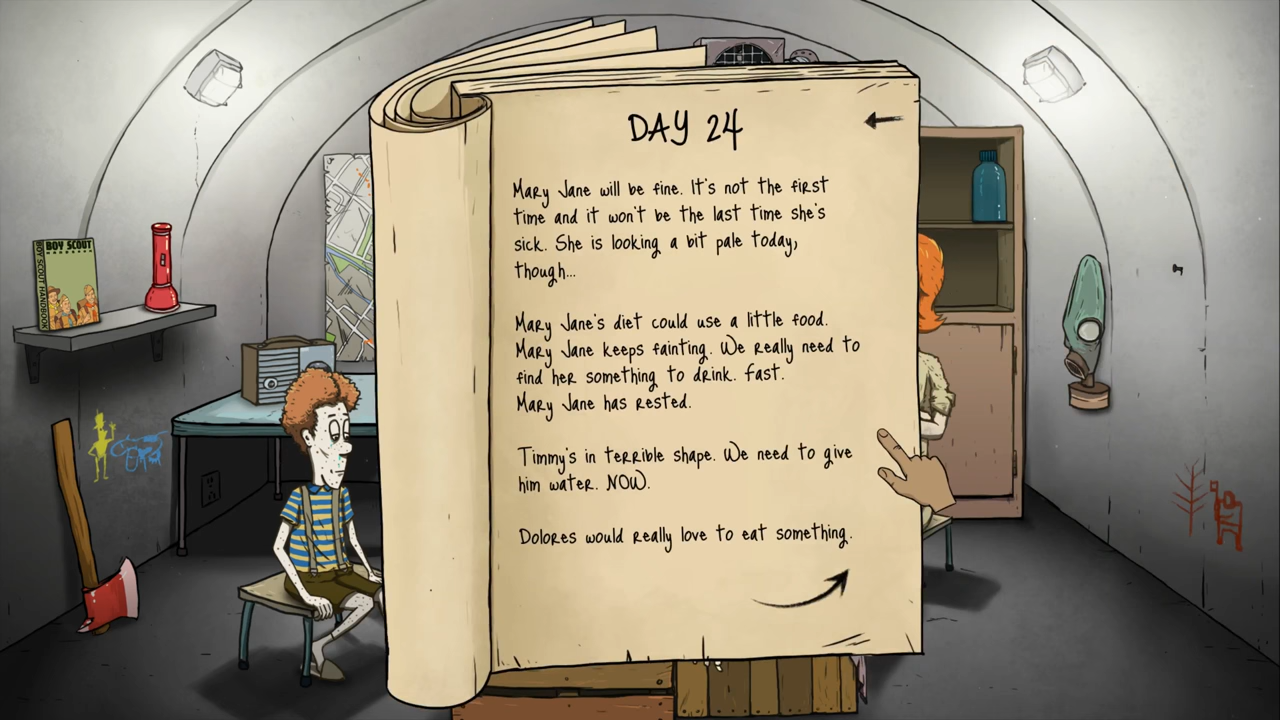 DAY 24
Mary Jane will be fine. It's not the first
time and it won't be the last time she's
sick. She is looking a bit pale today,
though...
Mary Jane's diet could use a little food.
Mary Jane keeps fainting. We really need to
find her something to drink. Fast.
Mary Jane has rested.
Timmy's in terrible shape. We need to give
him water. NOW.
Dolores would really love to eat something.
BOY SCOUT
BOY SCOUT HANDBOOK